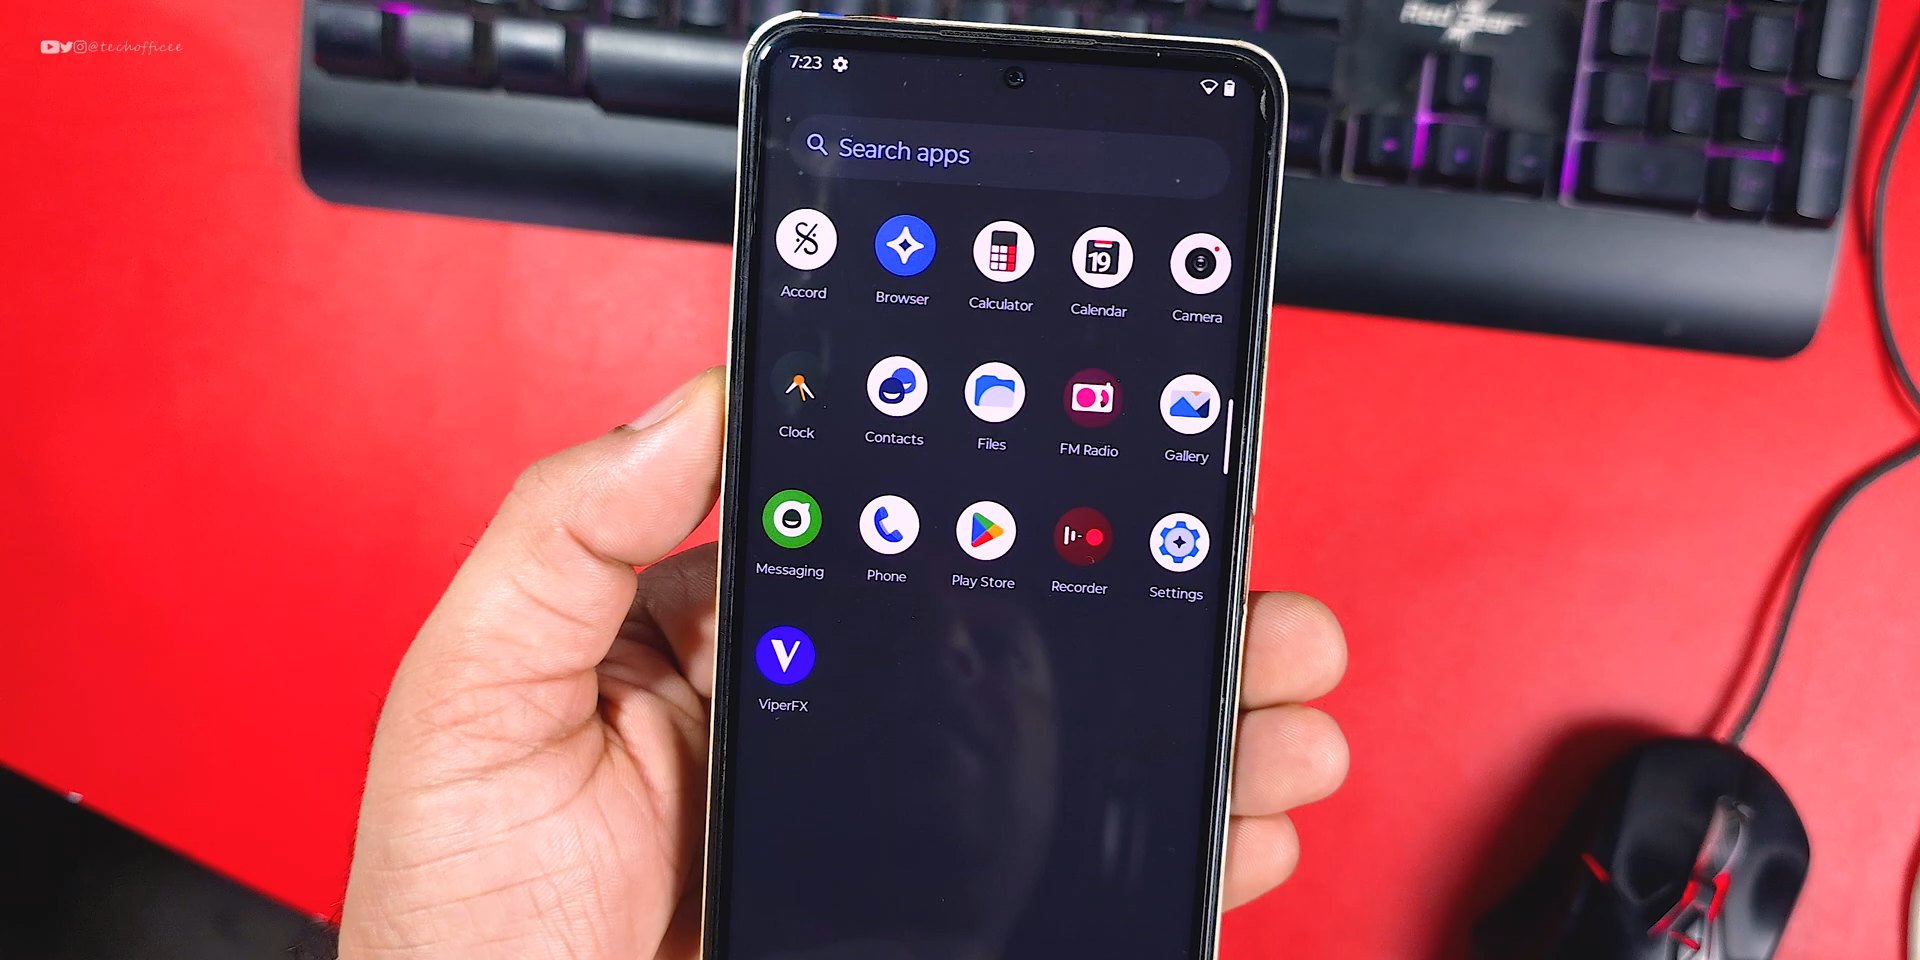 @techofficee
Redgear
7:23
Search apps
Accord Browser Calculator 19 Calendar Camera
Clock Contacts Files FM Radio Gallery
Messaging Phone Play Store Recorder Settings
V
ViperFX